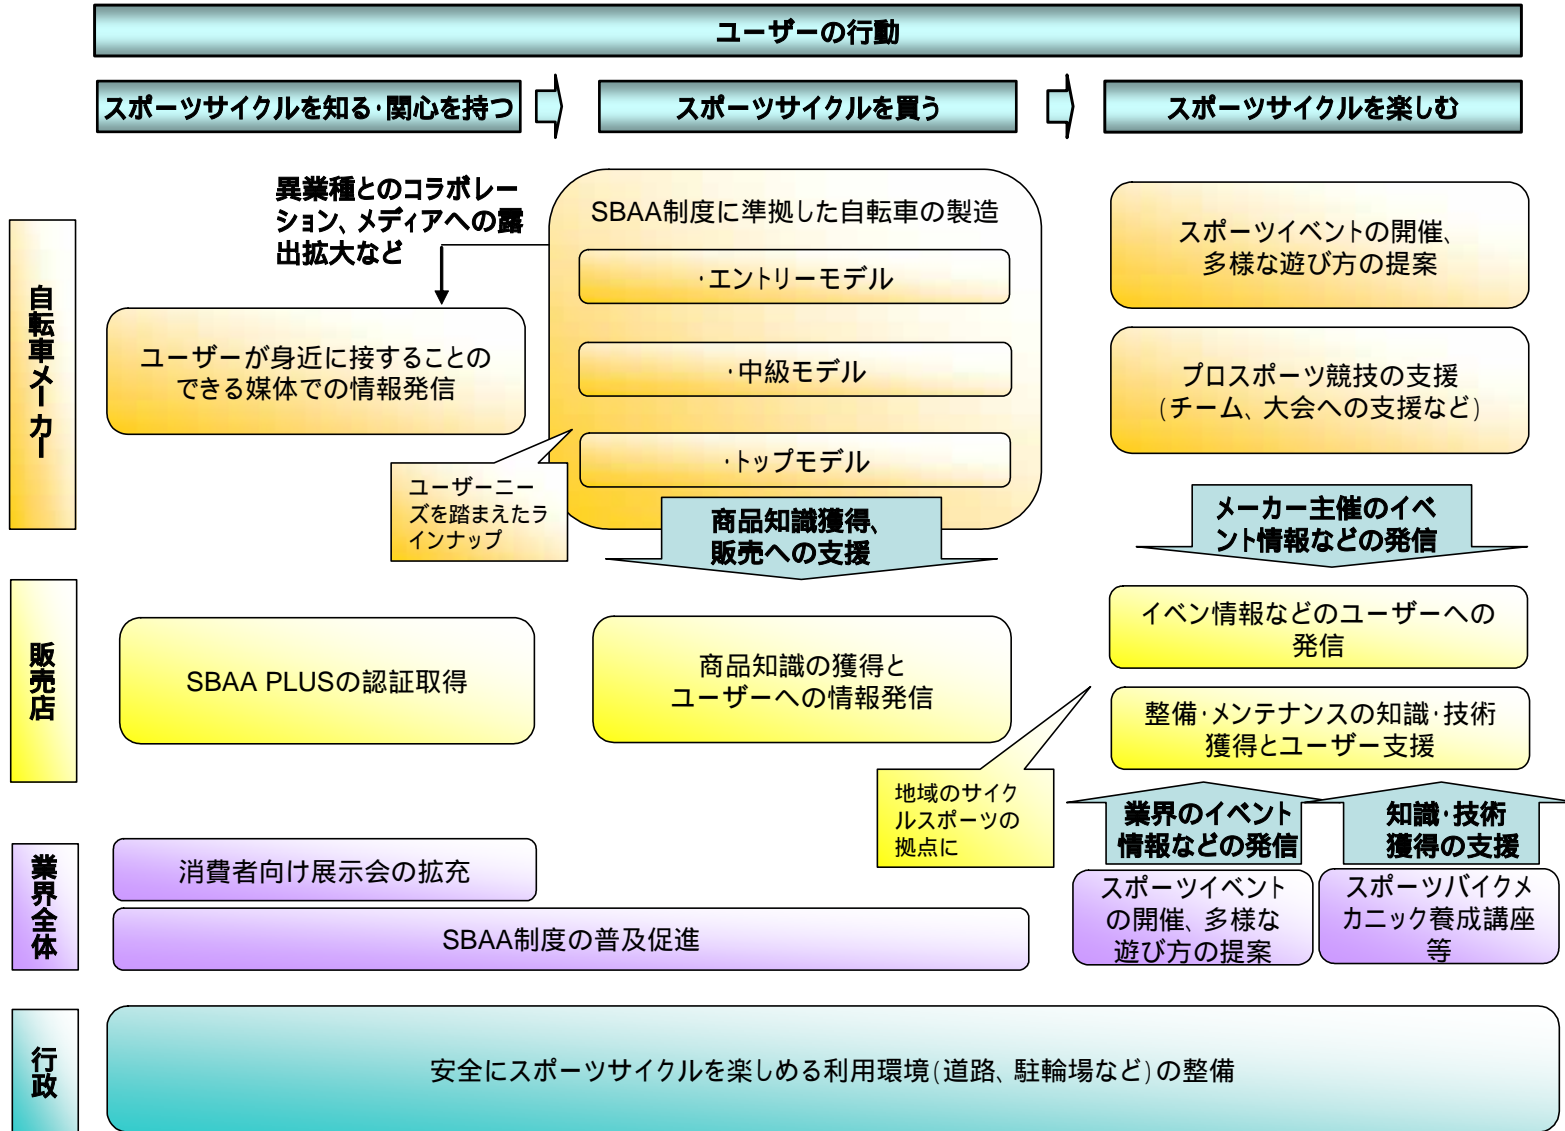 ユーザーの行動
スポーツサイクルを知る・関心を持つ
スポーツサイクルを買う
スポーツサイクルを楽しむ
自転車メーカー
異業種とのコラボレー
ション、メディアへの露
出拡大など
ユーザーが身近に接することの
できる媒体での情報発信
SBAA制度に準拠した自転車の製造
・エントリーモデル
・中級モデル
・トップモデル
ユーザーニー
ズを踏まえたラ
インナップ
スポーツイベントの開催、
多様な遊び方の提案
プロスポーツ競技の支援
(チーム、大会への支援など)
商品知識獲得、
販売への支援
メーカー主催のイベ
ント情報などの発信
販売店
SBAA PLUSの認証取得
商品知識の獲得と
ユーザーへの情報発信
イベン情報などのユーザーへの
発信
整備・メンテナンスの知識・技術
獲得とユーザー支援
地域のサイク
ルスポーツの
拠点に
業界のイベント
情報などの発信
知識・技術
獲得の支援
業界全体
消費者向け展示会の拡充
SBAA制度の普及促進
スポーツイベント
の開催、多様な
遊び方の提案
スポーツバイクメ
カニック養成講座
等
行政
安全にスポーツサイクルを楽しめる利用環境(道路、駐輪場など)の整備